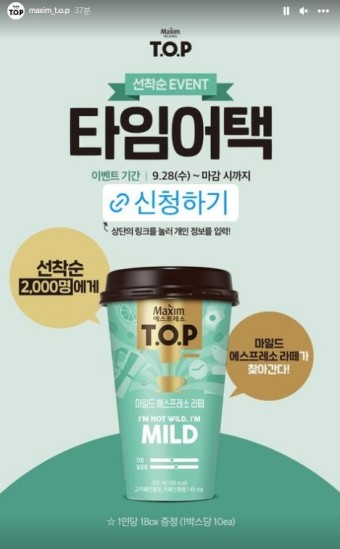 maxim_t.o.p 37분
Maxim
에스프레소
T.O.P
선착순 EVENT
타임어택
이벤트 기간 | 9.28(수) ~ 마감 시까지
신청하기
상단의 링크를 눌러 개인 정보를 입력!
선착순
2,000명에게
Maxim
에스프레소
T.O.P
마일드
에스프레소 라떼가
찾아간다!
마일드 에스프레소 라떼
I'M NOT WILD, I'M
MILD
☆ 1인당 1Box 증정 (1박스당 10ea)